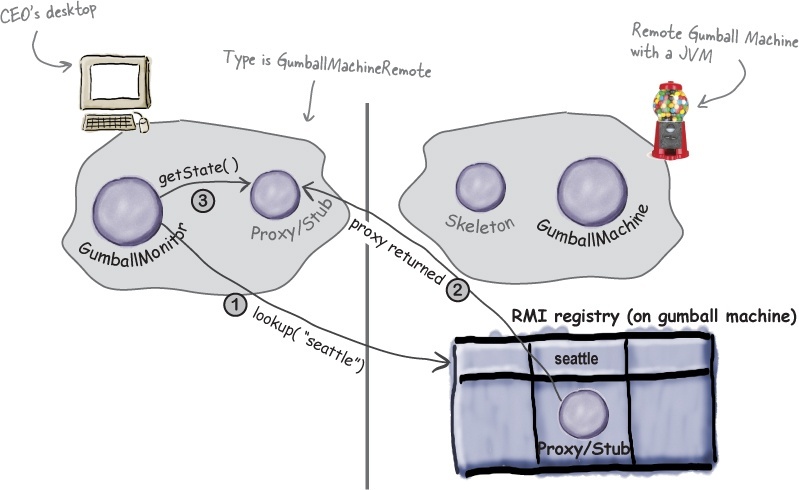 CEO's desktop
Type is GumballMachineRemote
Remote Gumball Machine
with a JVM
getState( )
3
GumballMonitor
Proxy/Stub
Skeleton
GumballMachine
proxy returned
2
1
lookup( "seattle")
RMI registry (on gumball machine)
seattle
Proxy/Stub